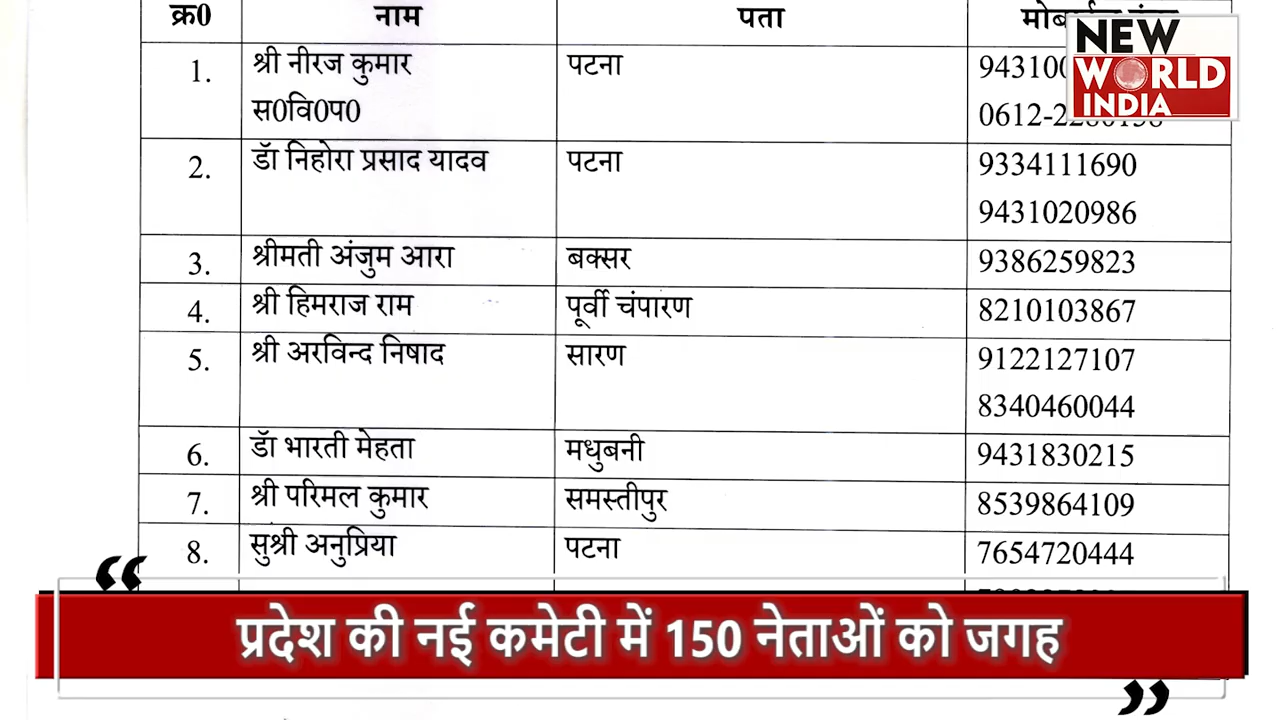 क्र0 नाम पता
1. श्री नीरज कुमार पटना
स0वि0प0 0612-
2. डॉ निहोरा प्रसाद यादव पटना 9334111690
9431020986
3. श्रीमती अंजुम आरा बक्सर 9386259823
4. श्री हिमराज राम पूर्वी चंपारण 8210103867
5. श्री अरविन्द निषाद सारण 9122127107
8340460044
6. डॉ भारती मेहता मधुबनी 9431830215
7. श्री परिमल कुमार समस्तीपुर 8539864109
8. सुश्री अनुप्रिया पटना 7654720444
NEW
WORLD
INDIA
“ प्रदेश की नई कमेटी में 150 नेताओं को जगह ”